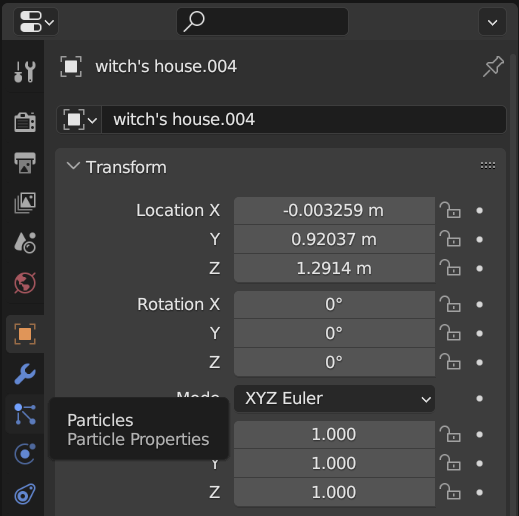 witch's house.004
witch's house.004
Transform
Location X -0.003259 m
Y 0.92037 m
Z 1.2914 m
Rotation X 0°
Y 0°
Z 0°
Mode XYZ Euler
Particles
Particle Properties
1.000
Y 1.000
Z 1.000